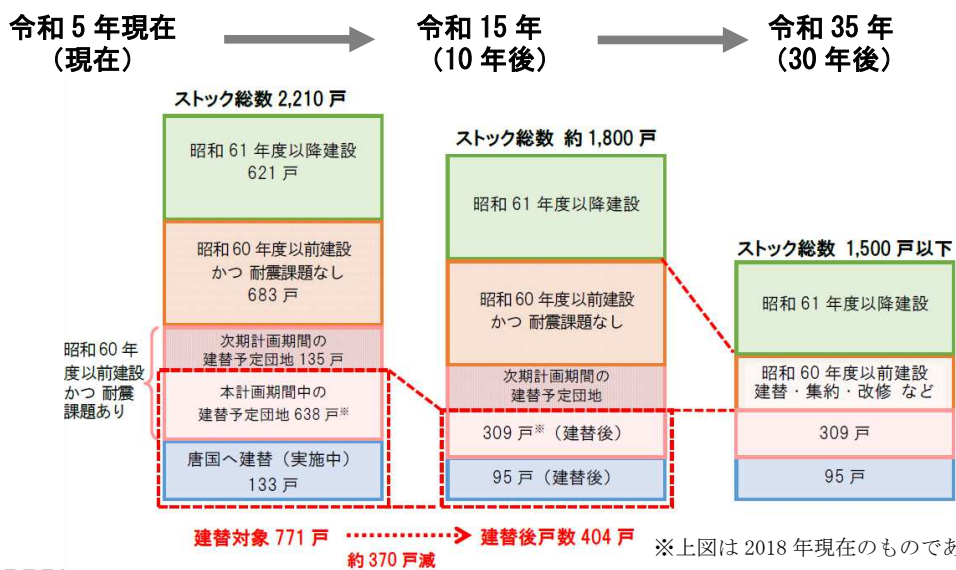 令和5年現在
(現在)
令和15年
(10年後)
令和35年
(30年後)
ストック総数 2,210 戸
昭和 61 年度以降建設
621 戸
昭和 60 年度以前建設
かつ 耐震課題なし
683 戸
次期計画期間の
建替予定団地 135 戸
本計画期間中の
建替予定団地 638 戸※
唐国へ建替（実施中）
133 戸
昭和 60 年
度以前建設
かつ 耐震
課題あり
ストック総数 約 1,800 戸
昭和 61 年度以降建設
昭和 60 年度以前建設
かつ 耐震課題なし
次期計画期間の
建替予定団地
309 戸※（建替後）
95 戸（建替後）
ストック総数 1,500 戸以下
昭和 61 年度以降建設
昭和 60 年度以前建設
建替・集約・改修 など
309 戸
95 戸
建替対象 771 戸
約 370 戸減
建替後戸数 404 戸
※上図は 2018 年現在のものであ